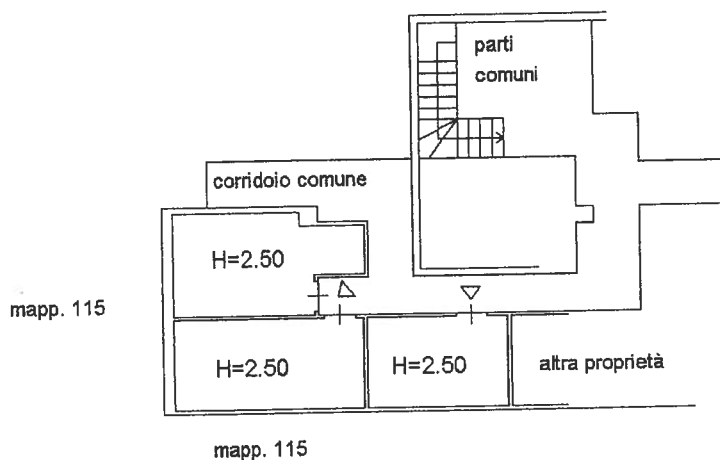 parti
comuni
corridoio comune
H=2.50
mapp. 115
H=2.50
H=2.50
altra proprietà
mapp. 115